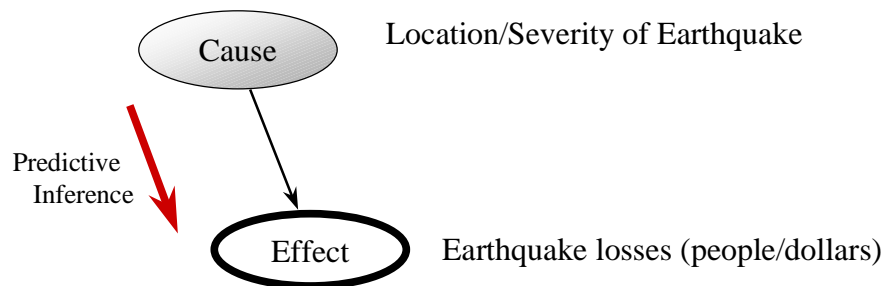 Cause
Location/Severity of Earthquake
Predictive
Inference
Effect
Earthquake losses (people/dollars)